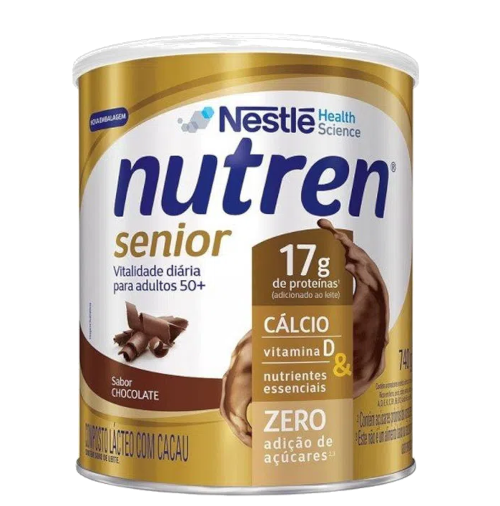 NOVA EMBALAGEM
Nestlé Health Science
nutren®
senior
Vitalidade diária
para adultos 50+
17g
de proteínas
(adicionado ao leite)
CÁLCIO
vitamina D
&
nutrientes
essenciais
ZERO
adição de
açúcares
Sabor
CHOCOLATE
COMPOSTO LÁCTEO COM CACAU
740